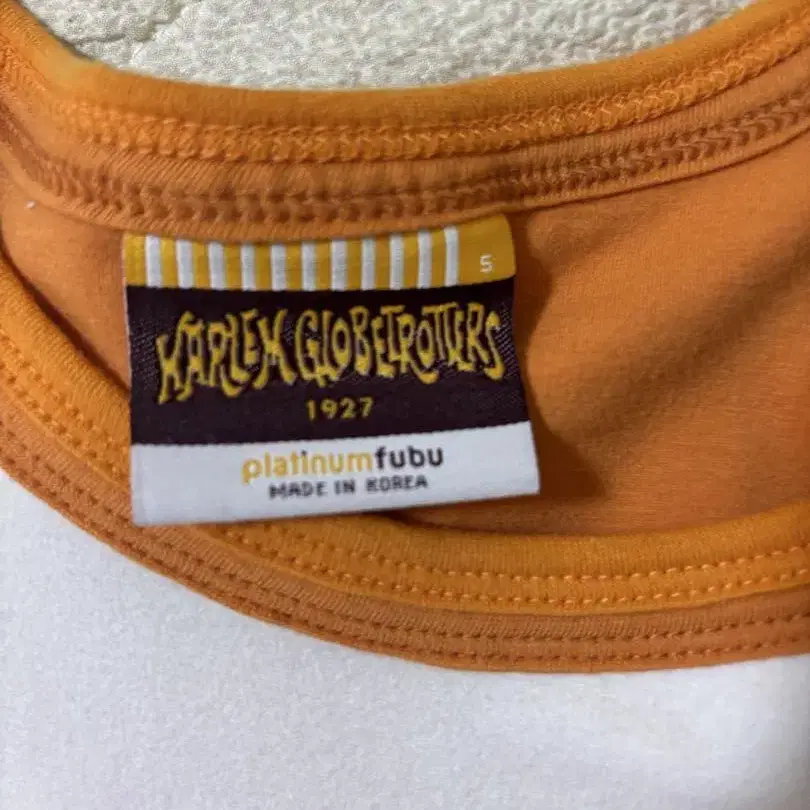 S
HARLEM GLOBETROTTERS
1927
platinumfubu
MADE IN KOREA